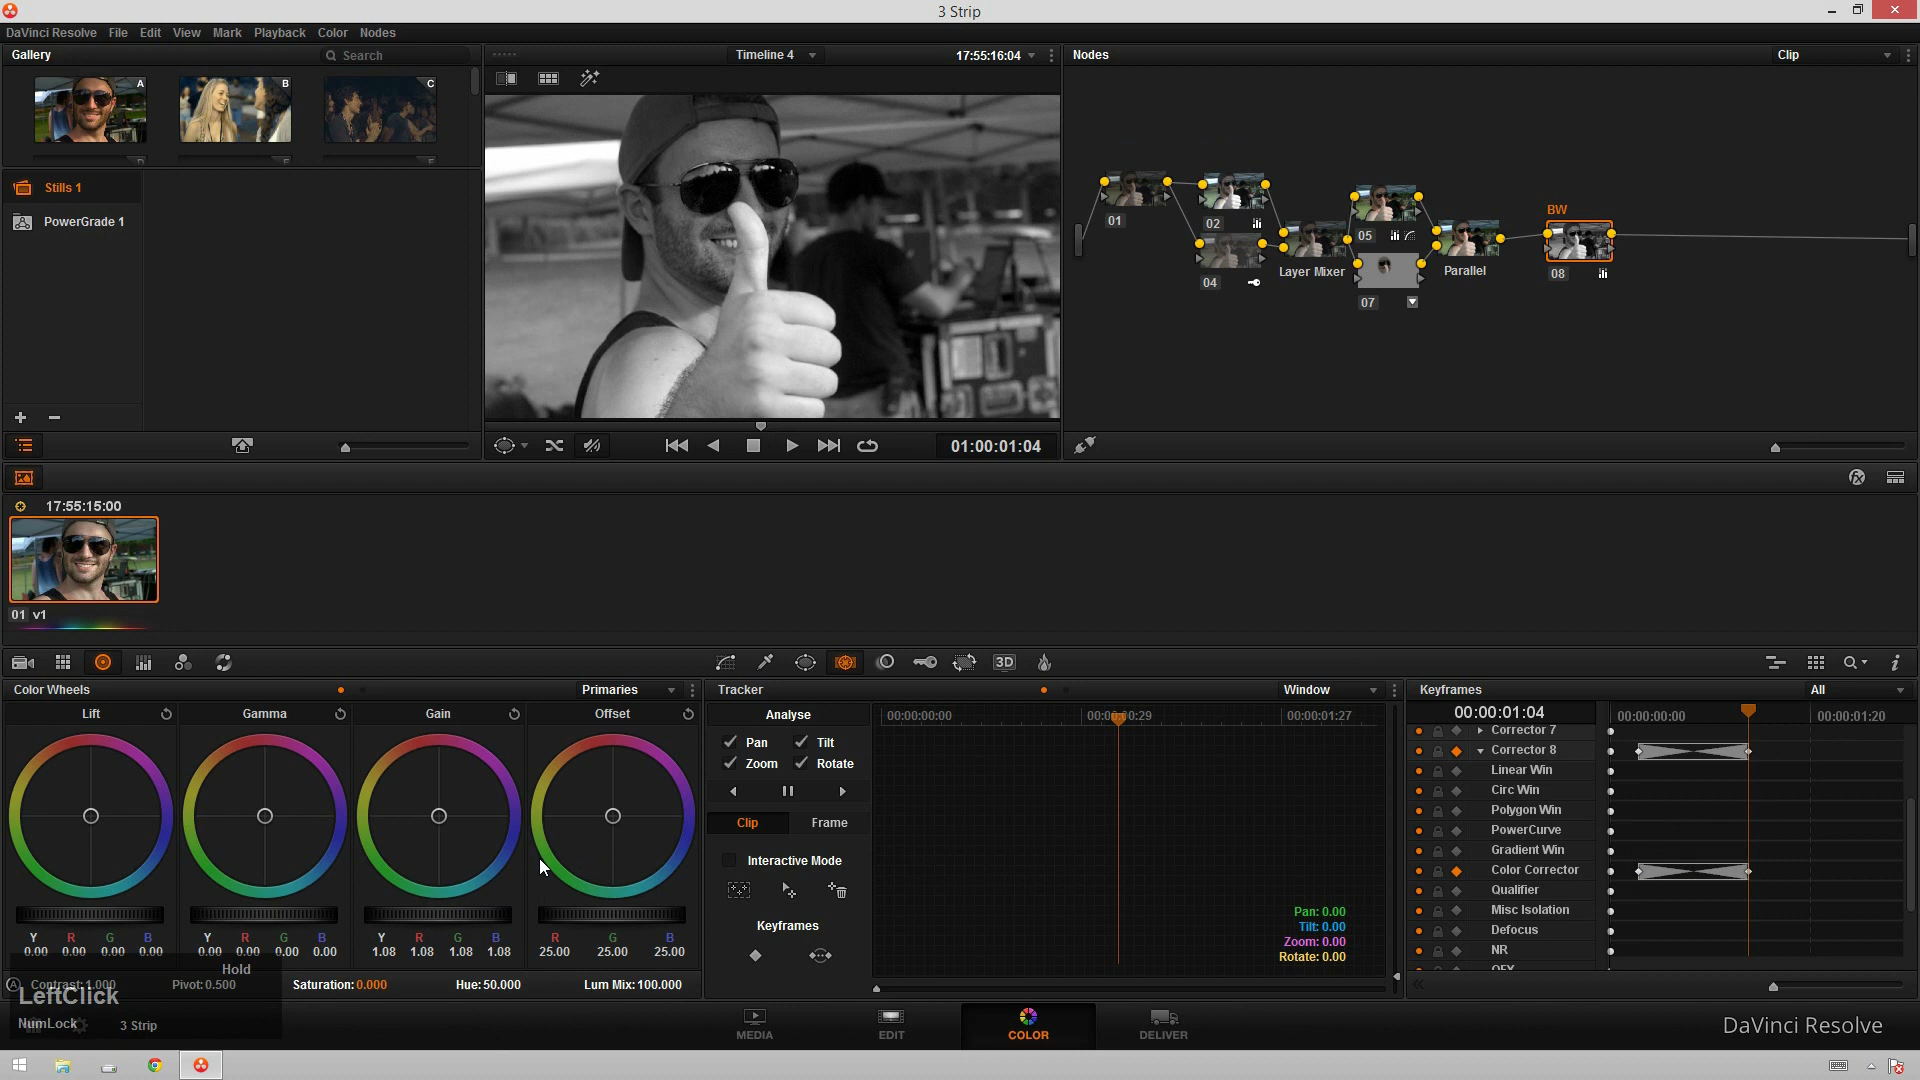 3 Strip
DaVinci Resolve File Edit View Mark Playback Color Nodes
Gallery
Search
Timeline 4
17:55:16:04
Nodes
Clip
A
B
C
Stills 1
PowerGrade 1
01
02
04
Layer Mixer
05
07
Parallel
BW
08
01:00:01:04
17:55:15:00
01 v1
3D
Color Wheels
Primaries
Tracker
Window
Keyframes
All
Lift
Gamma
Gain
Offset
Y R G B
0.00 0.00 0.00 0.00
Y R G B
0.00 0.00 0.00 0.00
Y R G B
1.08 1.08 1.08 1.08
R G B
25.00 25.00 25.00
Contrast:1.000
Pivot:0.500
Saturation:0.000
Hue:50.000
Lum Mix:100.000
Hold
LeftClick
NumLock
3 Strip
Analyse
Pan
Tilt
Zoom
Rotate
Clip
Frame
Interactive Mode
Keyframes
00:00:00:00
00:00:00:29
00:00:01:27
Pan: 0.00
Tilt: 0.00
Zoom: 0.00
Rotate: 0.00
00:00:01:04
00:00:00:00
00:00:01:20
Corrector 7
Corrector 8
Linear Win
Circ Win
Polygon Win
PowerCurve
Gradient Win
Color Corrector
Qualifier
Misc Isolation
Defocus
NR
OFX
MEDIA
EDIT
COLOR
DELIVER
DaVinci Resolve